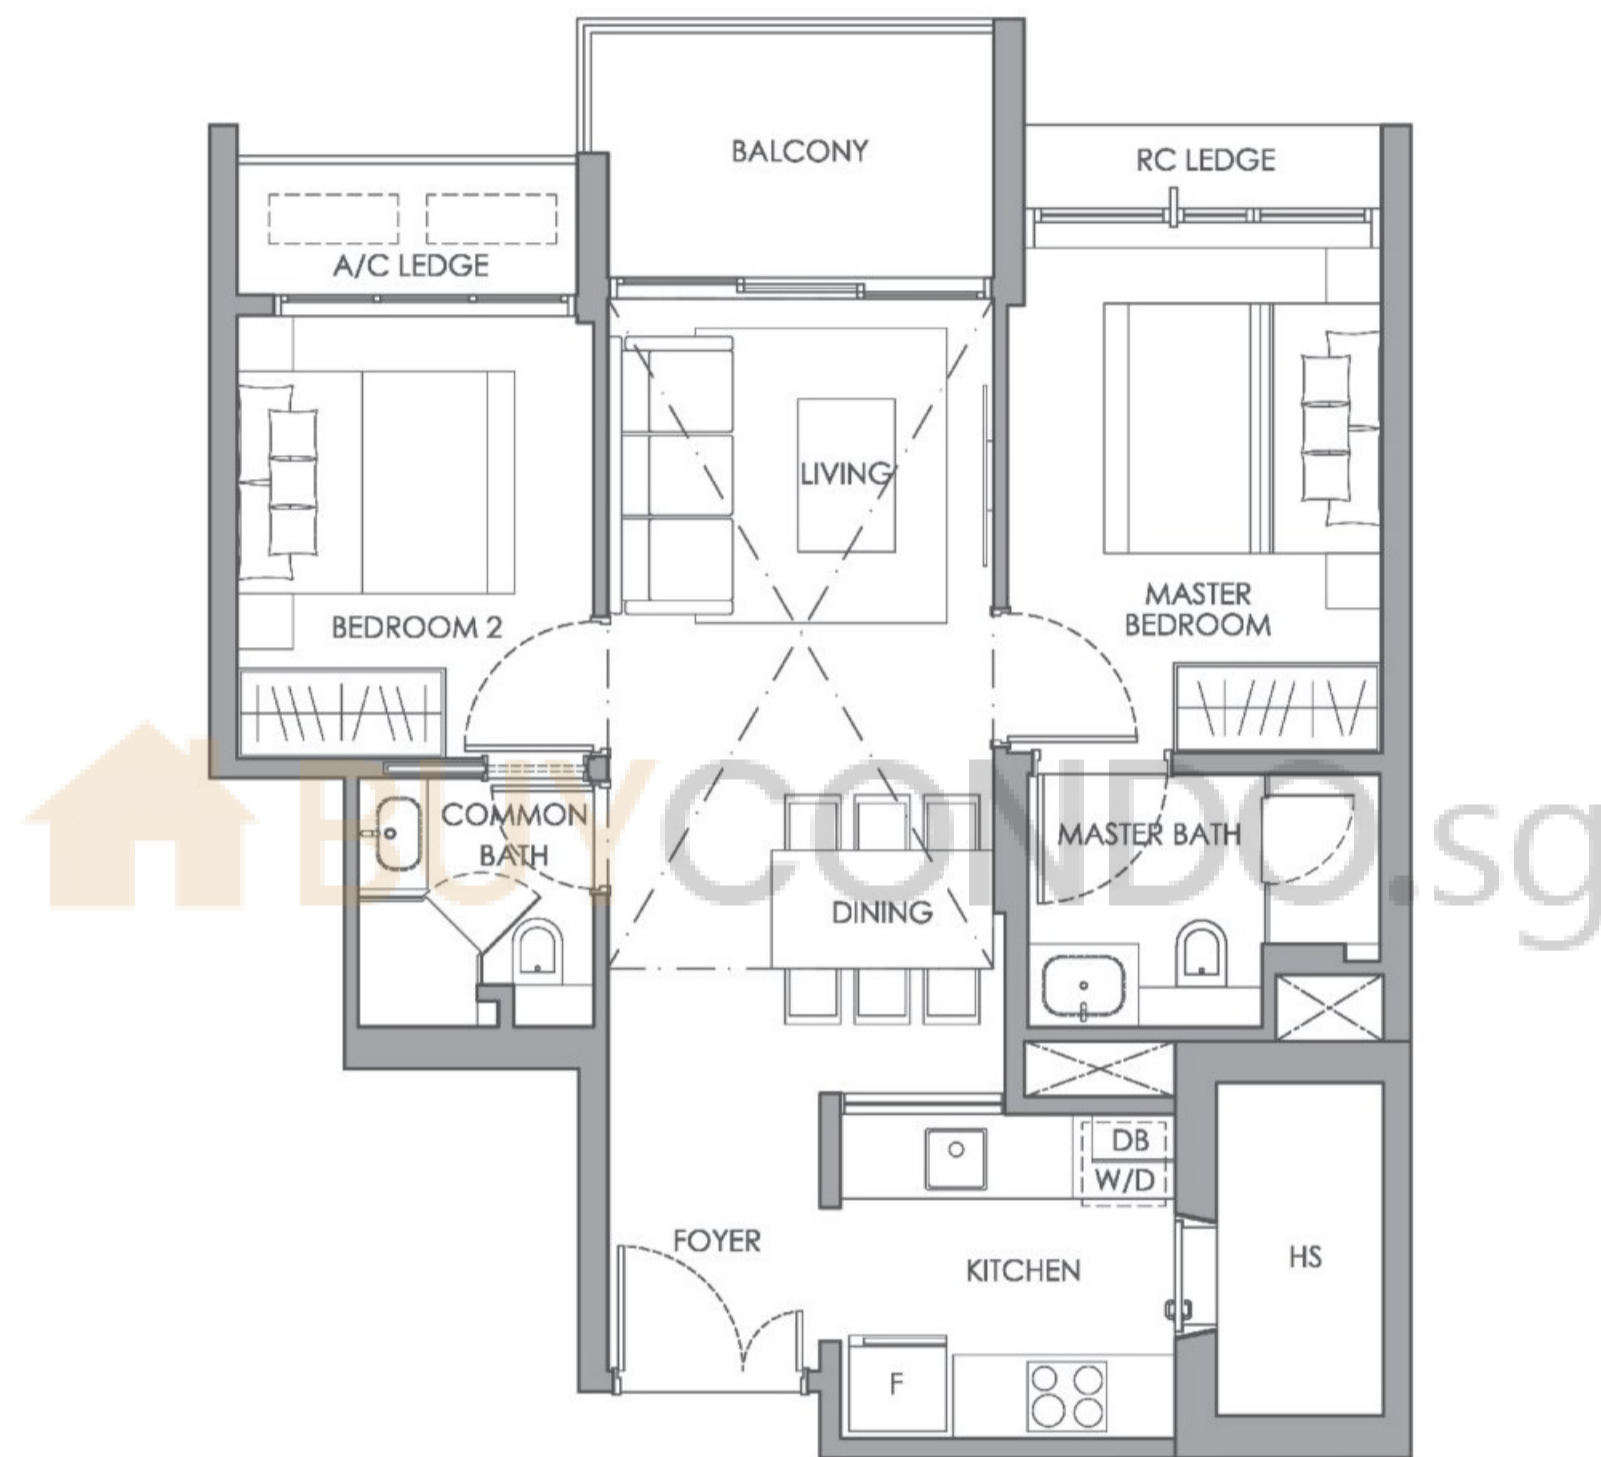 BALCONY
RC LEDGE
A/C LEDGE
LIVING
MASTER
BEDROOM
BEDROOM 2
COMMON
BATH
MASTER BATH
BUYCONDO.sg
DINING
DB
W/D
FOYER
KITCHEN
HS
F